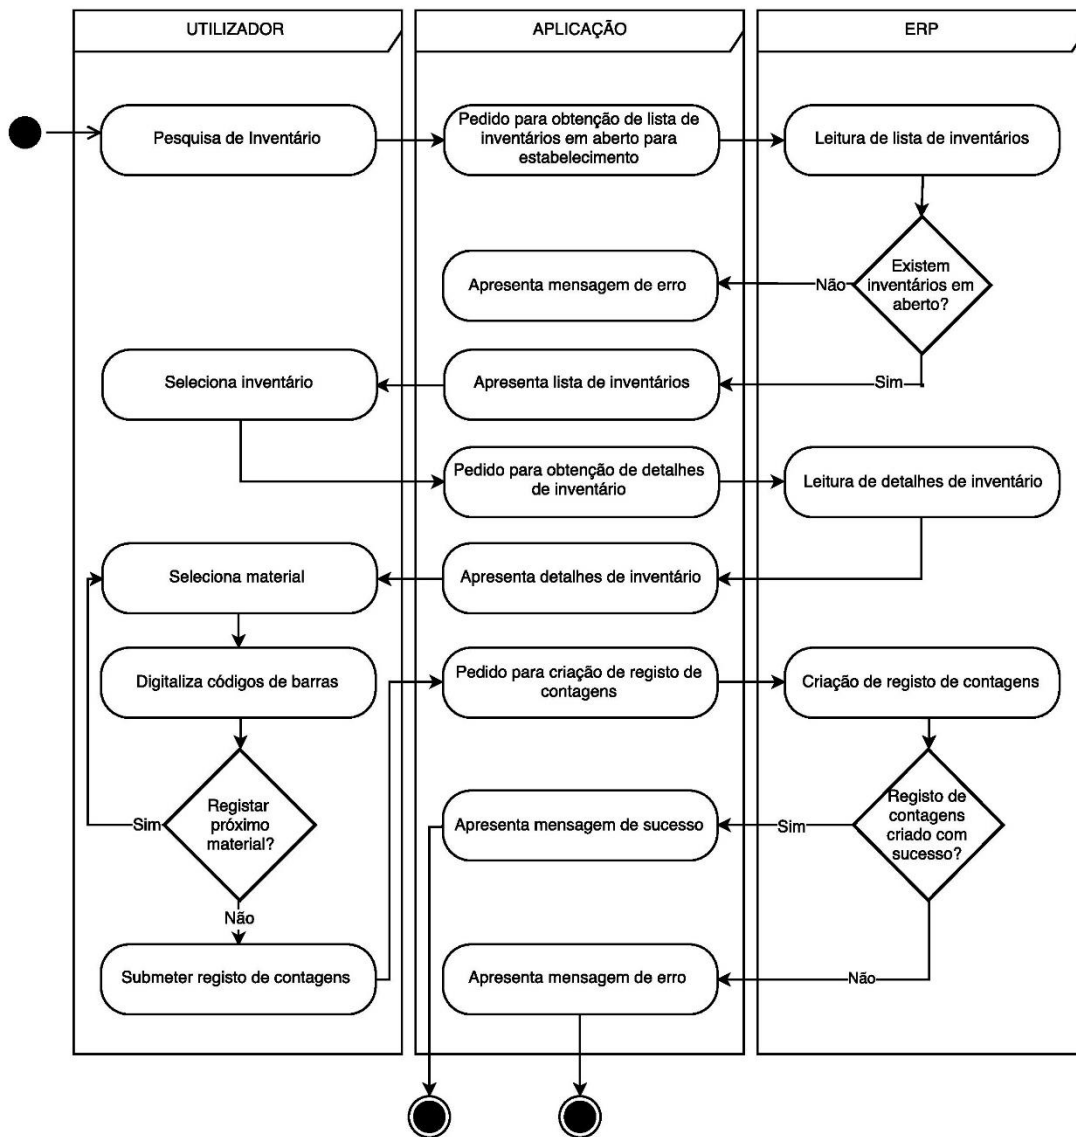 UTILIZADOR
APLICAÇÃO
ERP
Pesquisa de Inventário
Pedido para obtenção de lista de
inventários em aberto para
estabelecimento
Leitura de lista de inventários
Existem
inventários em
aberto?
Não
Apresenta mensagem de erro
Sim
Apresenta lista de inventários
Seleciona inventário
Pedido para obtenção de detalhes
de inventário
Leitura de detalhes de inventário
Apresenta detalhes de inventário
Seleciona material
Digitaliza códigos de barras
Registar
próximo
material?
Sim
Não
Submeter registo de contagens
Pedido para criação de registo de
contagens
Criação de registo de contagens
Registo de
contagens
criado com
sucesso?
Sim
Apresenta mensagem de sucesso
Não
Apresenta mensagem de erro